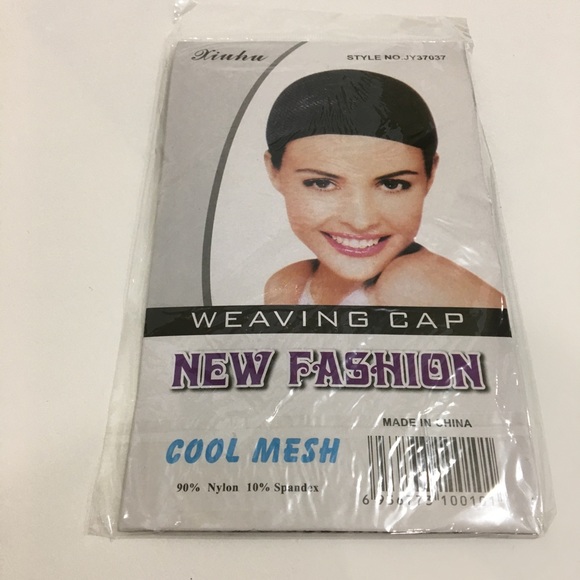 Xiuhu
STYLE NO.JY37037
WEAVING CAP
NEW FASHION
MADE IN CHINA
COOL MESH
90% Nylon 10% Spandex